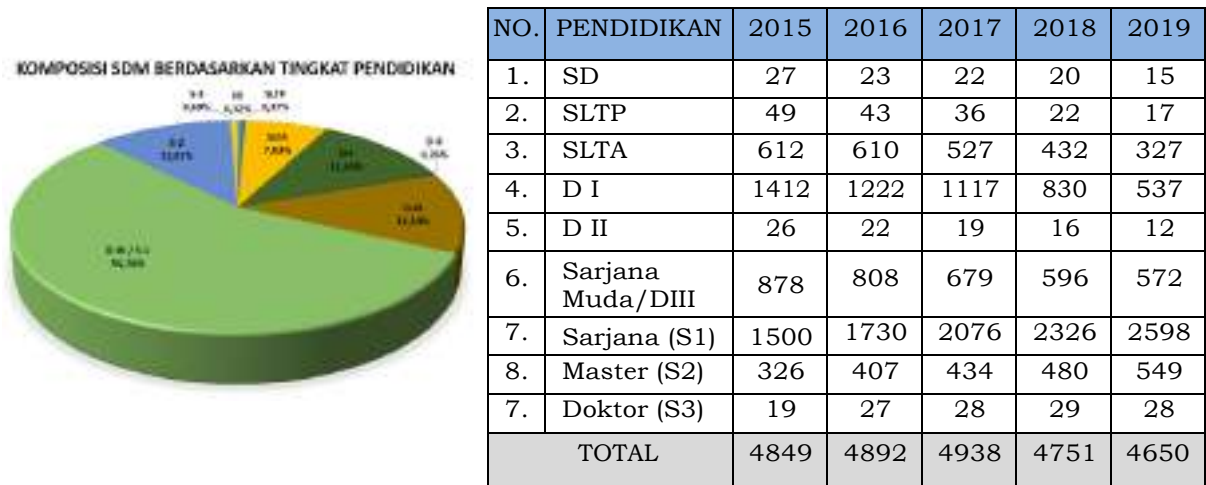 KOMPOSISI SDM BERDASARKAN TINGKAT PENDIDIKAN
NO. PENDIDIKAN 2015 2016 2017 2018 2019
1. SD 27 23 22 20 15
2. SLTP 49 43 36 22 17
3. SLTA 612 610 527 432 327
4. D I 1412 1222 1117 830 537
5. D II 26 22 19 16 12
6. Sarjana Muda/DIII 878 808 679 596 572
7. Sarjana (S1) 1500 1730 2076 2326 2598
8. Master (S2) 326 407 434 480 549
7. Doktor (S3) 19 27 28 29 28
TOTAL 4849 4892 4938 4751 4650